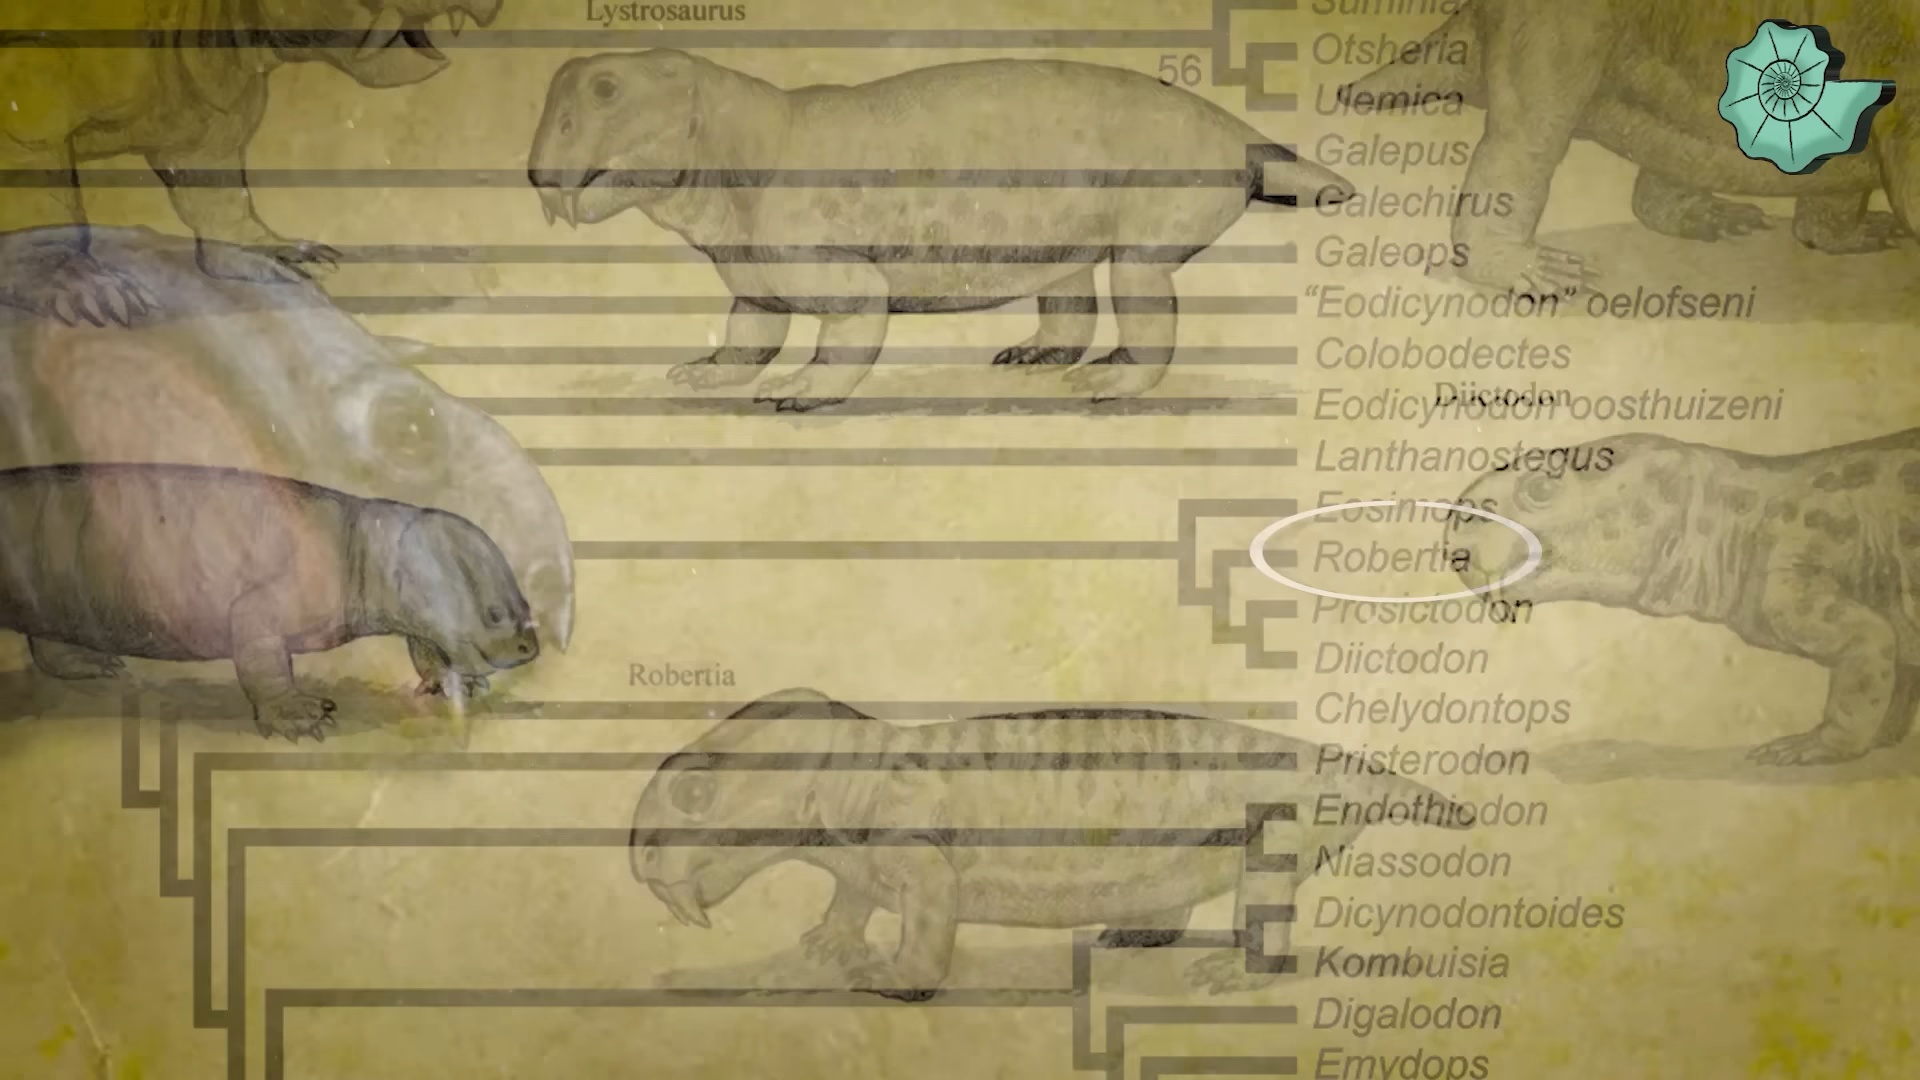 Lystrosaurus
Suminia
Otsheria
56
Ulemica
Galepus
Galechirus
Galeops
“Eodicynodon” oelofseni
Colobodectes
Diictodon
Eodicynodon oosthuizeni
Lanthanostegus
Eosimops
Robertia
Prosictodon
Diictodon
Robertia
Chelydontops
Pristerodon
Endothiodon
Niassodon
Dicynodontoides
Kombuisia
Digalodon
Emydops